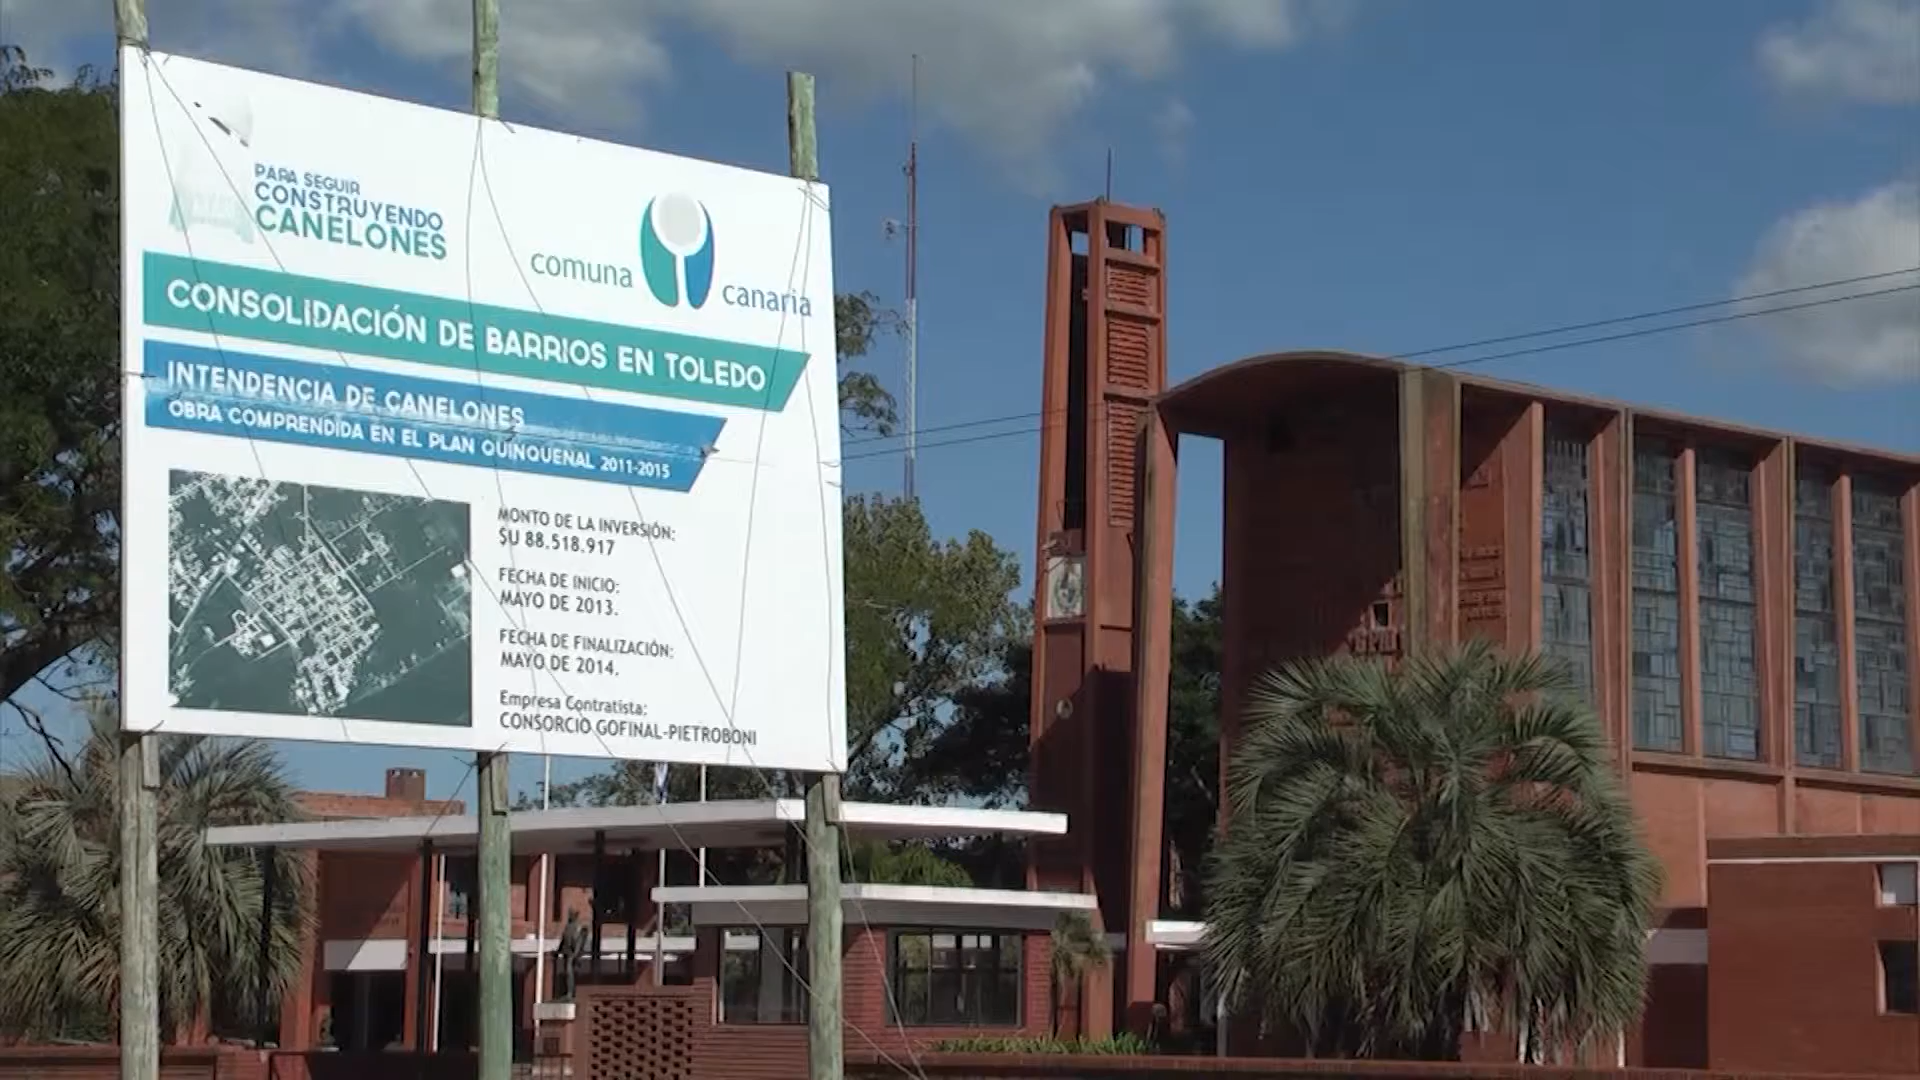 PARA SEGUIR
CONSTRUYENDO
CANELONES
comuna canaria
CONSOLIDACIÓN DE BARRIOS EN TOLEDO
INTENDENCIA DE CANELONES
OBRA COMPRENDIDA EN EL PLAN QUINQUENAL 2011-2015
MONTO DE LA INVERSIÓN:
$U 88.518.917
FECHA DE INICIO:
MAYO DE 2013.
FECHA DE FINALIZACIÓN:
MAYO DE 2014.
Empresa Contratista:
CONSORCIO GOFINAL-PIETROBONI